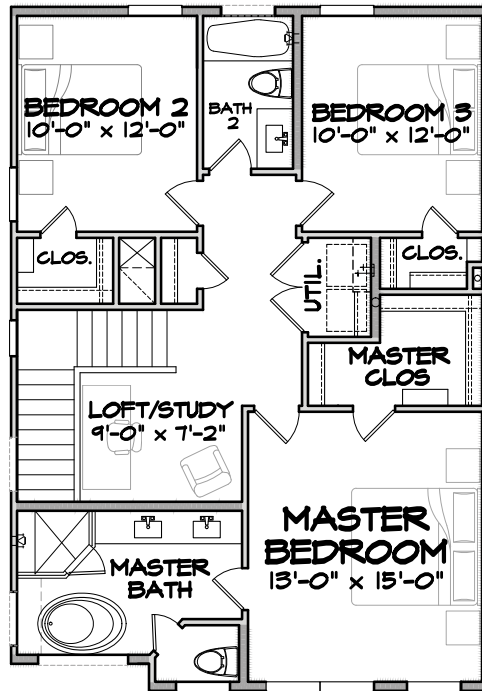 BEDROOM 2
10'-0" x 12'-0"
BATH
2
BEDROOM 3
10'-0" x 12'-0"
CLOS.
UTIL.
CLOS.
MASTER
CLOS
LOFT/STUDY
9'-0" x 7'-2"
MASTER
BEDROOM
13'-0" x 15'-0"
MASTER
BATH